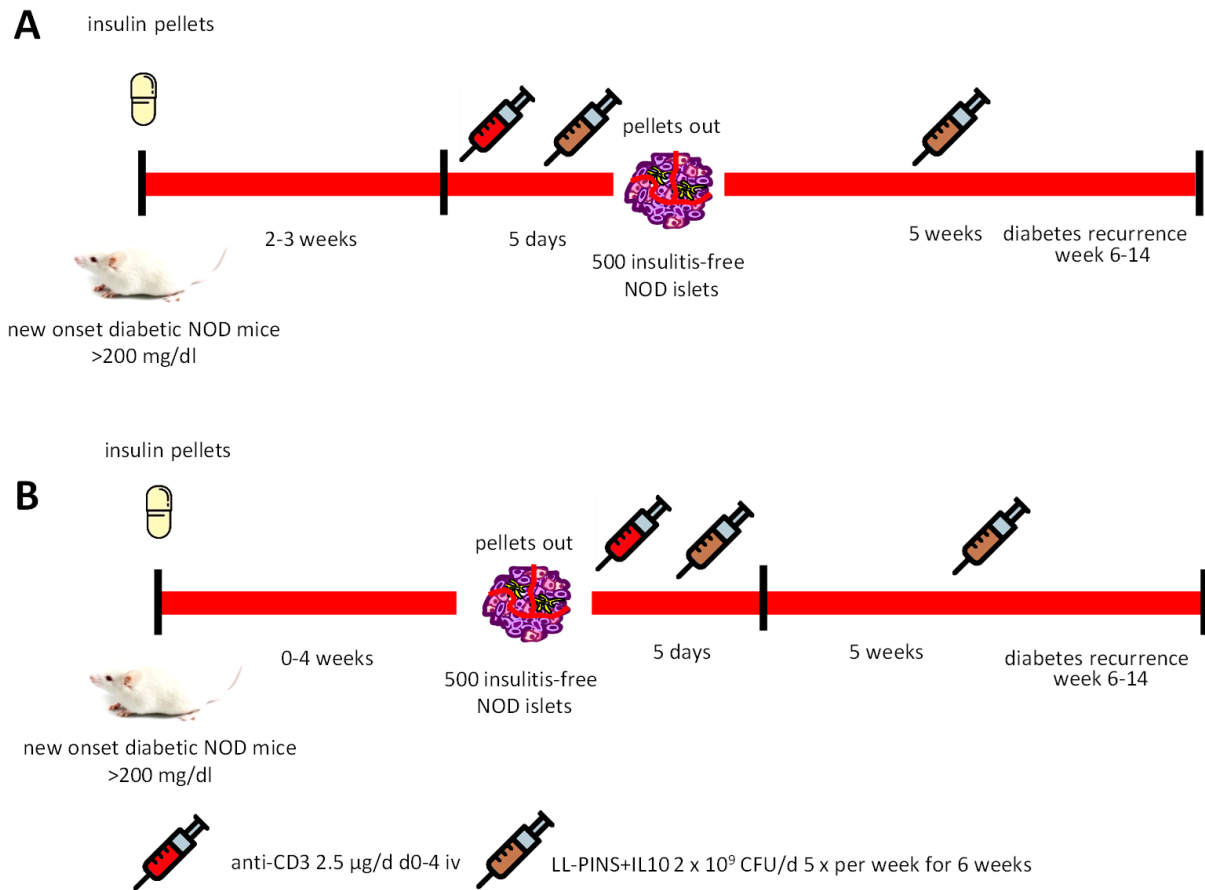 A
insulin pellets
pellets out
2-3 weeks
5 days
500 insulitis-free
NOD islets
5 weeks
diabetes recurrence
week 6-14
new onset diabetic NOD mice
>200 mg/dl
insulin pellets
B
pellets out
0-4 weeks
500 insulitis-free
NOD islets
5 days
5 weeks
diabetes recurrence
week 6-14
new onset diabetic NOD mice
>200 mg/dl
anti-CD3 2.5 µg/d d0-4 iv
LL-PINS+IL10 2 x 10⁹ CFU/d 5 x per week for 6 weeks